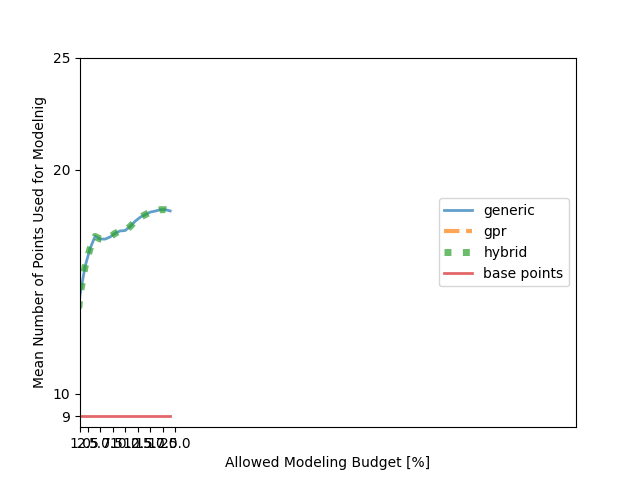 Mean Number of Points Used for Modelnig
25
20
10
9
generic
gpr
hybrid
base points
Allowed Modeling Budget [%]